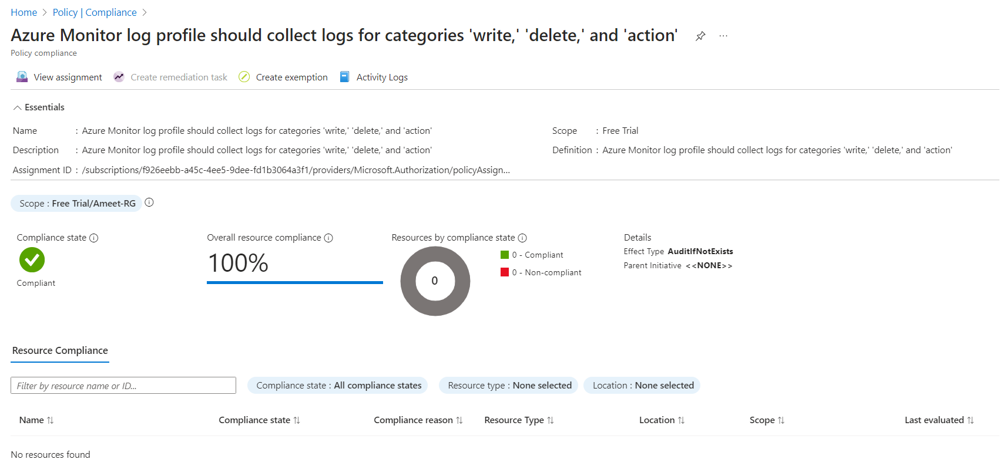 Home > Policy | Compliance >
Azure Monitor log profile should collect logs for categories 'write,' 'delete,' and 'action' ...
Policy compliance
View assignment Create remediation task Create exemption Activity Logs
Essentials
Name : Azure Monitor log profile should collect logs for categories 'write,' 'delete,' and 'action' Scope : Free Trial
Description : Azure Monitor log profile should collect logs for categories 'write,' 'delete,' and 'action' Definition : Azure Monitor log profile should collect logs for categories 'write,' 'delete,' and 'action'
Assignment ID : /subscriptions/f926eebb-a45c-4ee5-9dee-fd1b3064a3f1/providers/Microsoft.Authorization/policyAssign...
Scope : Free Trial/Ameet-RG
Compliance state Overall resource compliance Resources by compliance state Details
100% 0 - Compliant Effect Type AuditIfNotExists
0 0 - Non-compliant Parent Initiative <<NONE>>
Compliant
Resource Compliance
Filter by resource name or ID... Compliance state : All compliance states Resource type : None selected Location : None selected
Name Compliance state Compliance reason Resource Type Location Scope Last evaluated
No resources found